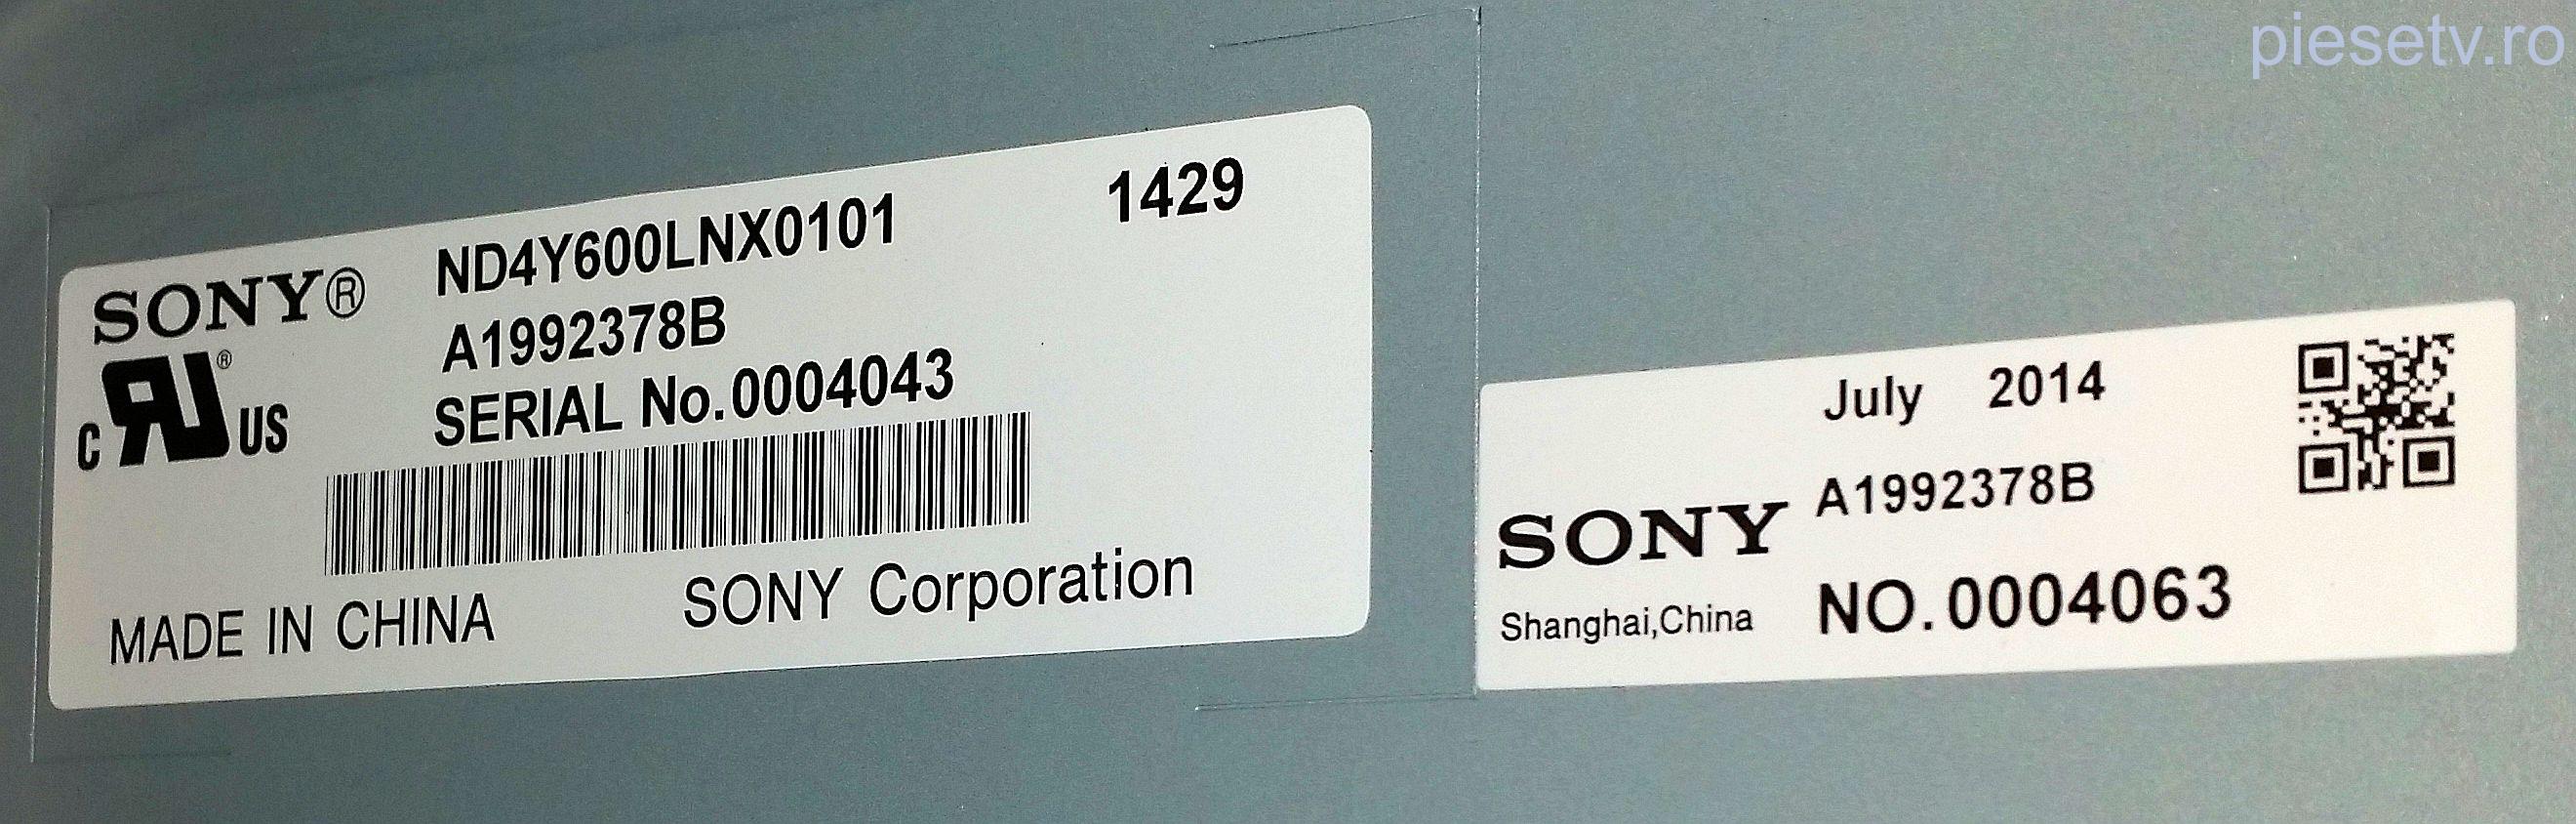 piesetv.ro
SONY®
ND4Y600LNX0101
1429
A1992378B
SERIAL No.0004043
c RU® US
MADE IN CHINA
SONY Corporation
July 2014
SONY
A1992378B
Shanghai,China
NO.0004063